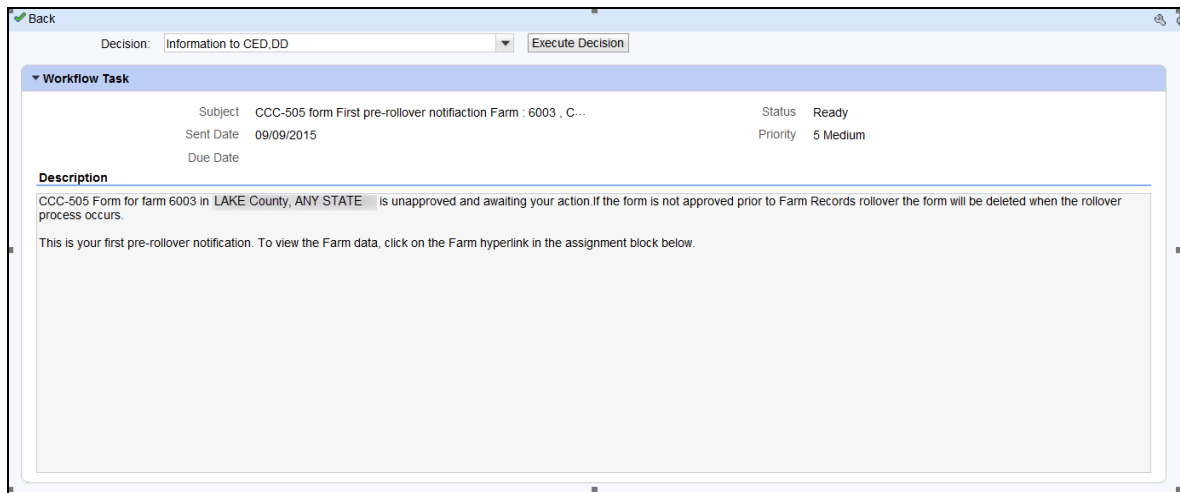 Back
Decision: Information to CED,DD Execute Decision
Workflow Task
Subject CCC-505 form First pre-rollover notifiaction Farm : 6003 , C... Status Ready
Sent Date 09/09/2015 Priority 5 Medium
Due Date
Description
CCC-505 Form for farm 6003 in LAKE County, ANY STATE is unapproved and awaiting your action.If the form is not approved prior to Farm Records rollover the form will be deleted when the rollover
process occurs.
This is your first pre-rollover notification. To view the Farm data, click on the Farm hyperlink in the assignment block below.